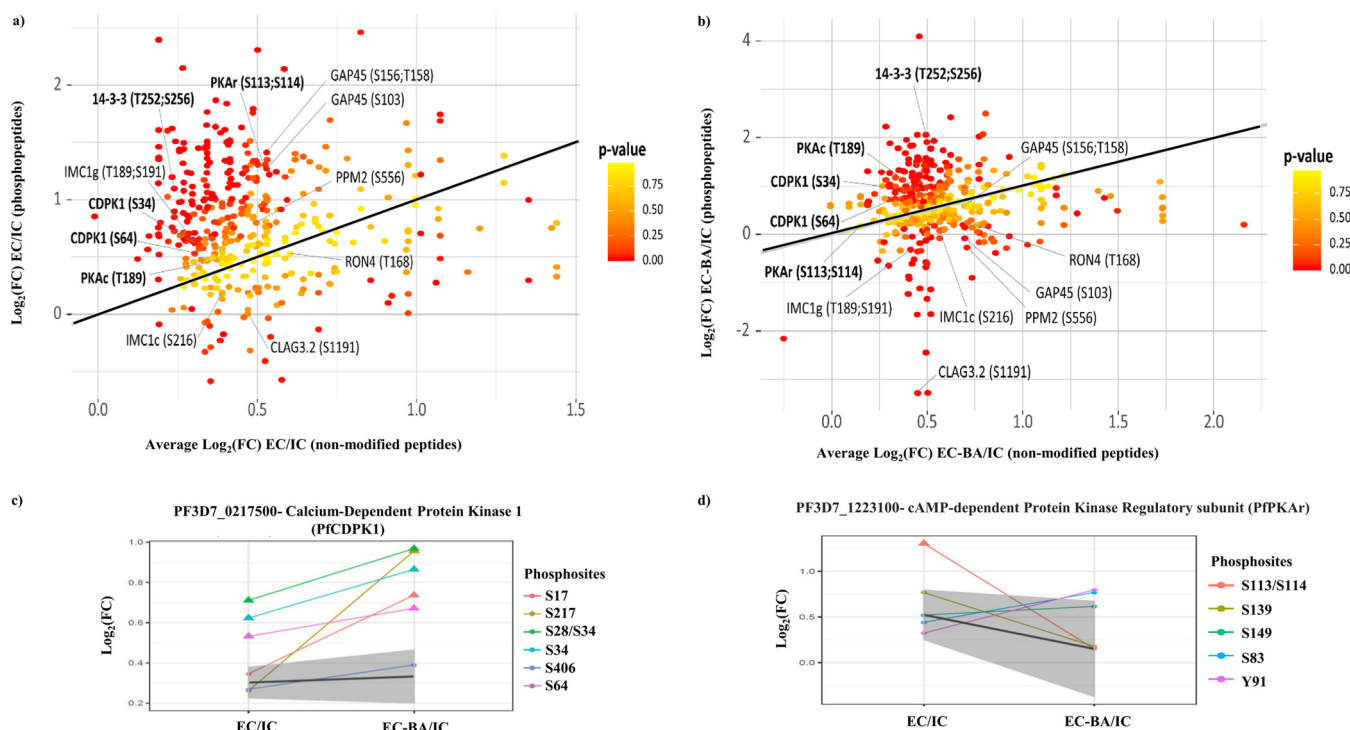 a)
Log2(FC) EC/IC (phosphopeptides)
2
1
0
0.0
0.5
1.0
1.5
Average Log2(FC) EC/IC (non-modified peptides)
PKAr (S113;S114)
GAP45 (S156;T158)
GAP45 (S103)
14-3-3 (T252;S256)
IMC1g (T189;S191)
PPM2 (S556)
CDPK1 (S34)
CDPK1 (S64)
RON4 (T168)
PKAc (T189)
IMC1c (S216)
CLAG3.2 (S1191)
p-value
0.75
0.50
0.25
0.00
b)
Log2(FC) EC-BA/IC (phosphopeptides)
4
2
0
-2
0.0
0.5
1.0
1.5
2.0
Average Log2(FC) EC-BA/IC (non-modified peptides)
14-3-3 (T252;S256)
PKAc (T189)
GAP45 (S156;T158)
CDPK1 (S34)
CDPK1 (S64)
RON4 (T168)
PKAr (S113;S114)
GAP45 (S103)
IMC1g (T189;S191)
IMC1c (S216)
PPM2 (S556)
CLAG3.2 (S1191)
p-value
0.75
0.50
0.25
0.00
c)
PF3D7_0217500- Calcium-Dependent Protein Kinase 1
(PfCDPK1)
Log2(FC)
1.0
0.8
0.6
0.4
0.2
EC/IC
EC-BA/IC
Phosphosites
S17
S217
S28/S34
S34
S406
S64
d)
PF3D7_1223100- cAMP-dependent Protein Kinase Regulatory subunit (PfPKAr)
Log2(FC)
1.0
0.5
0.0
EC/IC
EC-BA/IC
Phosphosites
S113/S114
S139
S149
S83
Y91